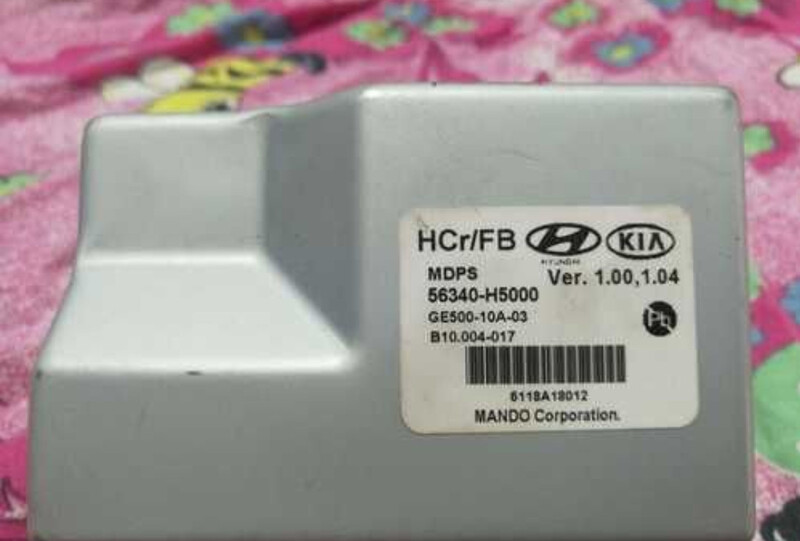 HCr/FB HYUNDAI KIA
MDPS Ver. 1.00,1.04
56340-H5000
GE500-10A-03 Pb
B10.004-017
6118A18012
MANDO Corporation.